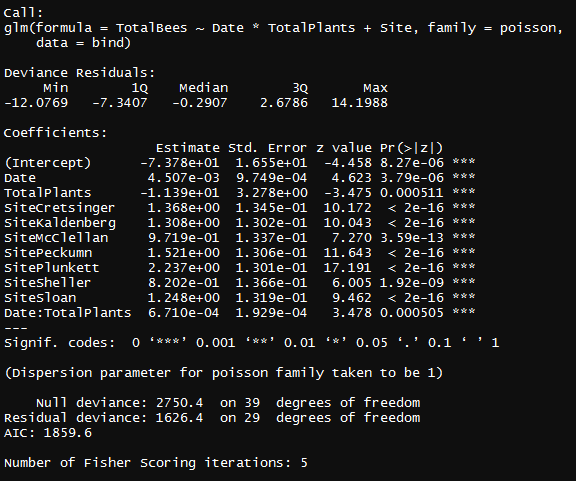 Call:
glm(formula = TotalBees ~ Date * TotalPlants + Site, family = poisson,
    data = bind)
Deviance Residuals:
     Min        1Q    Median        3Q       Max
-12.0769   -7.3407   -0.2907    2.6786   14.1988
Coefficients:
                   Estimate Std. Error z value Pr(>|z|)
(Intercept)      -7.378e+01  1.655e+01  -4.458 8.27e-06 ***
Date              4.507e-03  9.749e-04   4.623 3.79e-06 ***
TotalPlants      -1.139e+01  3.278e+00  -3.475 0.000511 ***
SiteCretsinger    1.368e+00  1.345e-01  10.172  < 2e-16 ***
SiteKaldenberg    1.308e+00  1.302e-01  10.043  < 2e-16 ***
SiteMcClellan     9.719e-01  1.337e-01   7.270 3.59e-13 ***
SitePeckumn       1.521e+00  1.306e-01  11.643  < 2e-16 ***
SitePlunkett      2.237e+00  1.301e-01  17.191  < 2e-16 ***
SiteSheller       8.202e-01  1.366e-01   6.005 1.92e-09 ***
SiteSloan         1.248e+00  1.319e-01   9.462  < 2e-16 ***
Date:TotalPlants  6.710e-04  1.929e-04   3.478 0.000505 ***
---
Signif. codes:  0 ‘***’ 0.001 ‘**’ 0.01 ‘*’ 0.05 ‘.’ 0.1 ‘ ’ 1
(Dispersion parameter for poisson family taken to be 1)
    Null deviance: 2750.4  on 39  degrees of freedom
Residual deviance: 1626.4  on 29  degrees of freedom
AIC: 1859.6
Number of Fisher Scoring iterations: 5